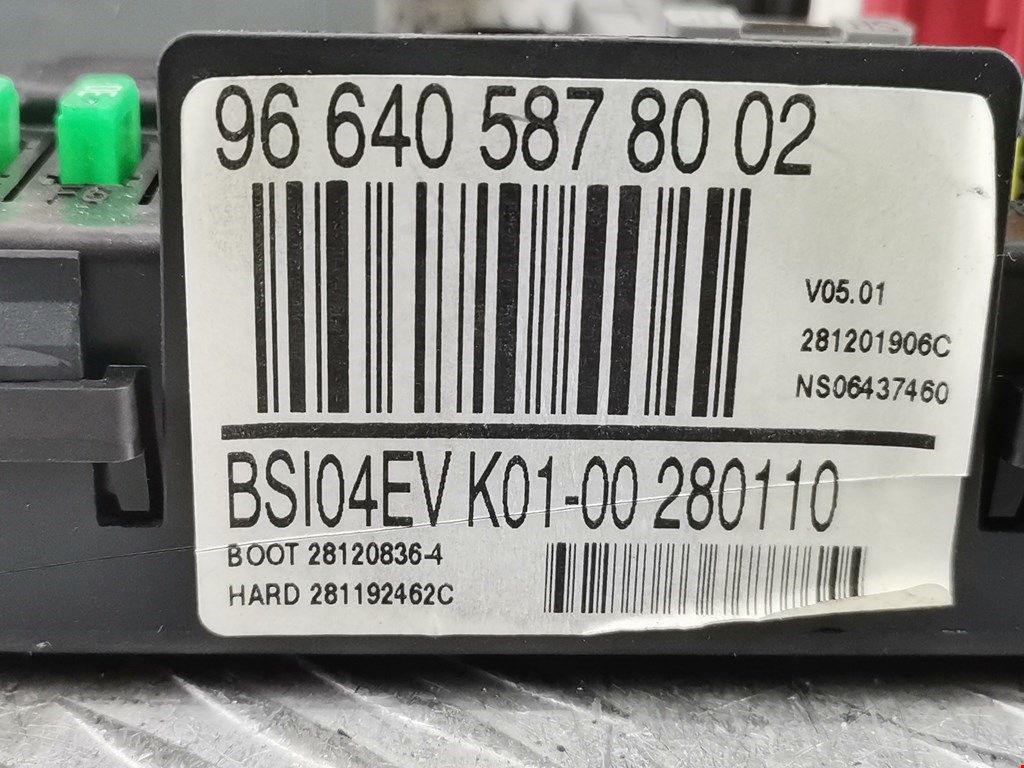 96 640 587 80 02
V05.01
281201906C
NS06437460
BSI04EV K01-00 280110
BOOT 28120836-4
HARD 281192462C